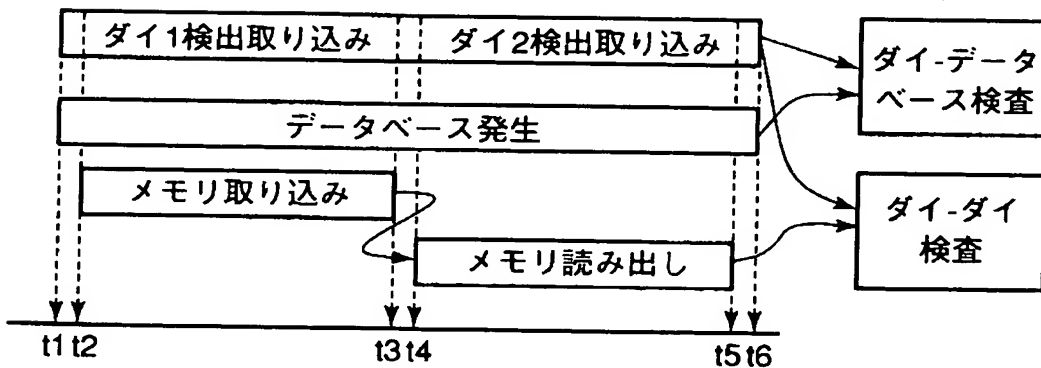 ダイ1検出取り込み
ダイ2検出取り込み
ダイ-データ
ベース検査
データベース発生
メモリ取り込み
ダイ-ダイ
検査
メモリ読み出し
t1 t2 t3 t4 t5 t6